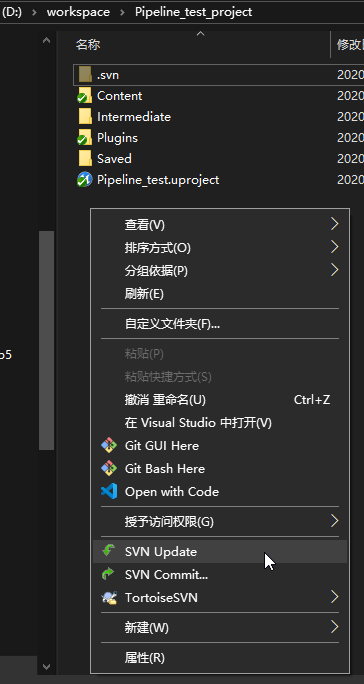 (D:) › workspace › Pipeline_test_project
名称 修改日
.svn 2020
Content 2020
Intermediate 2020
Plugins 2020
Saved 2020
Pipeline_test.uproject 2020
查看(V)
排序方式(O)
分组依据(P)
刷新(E)
自定义文件夹(F)...
粘贴(P)
o5
粘贴快捷方式(S)
撤消 重命名(U) Ctrl+Z
在 Visual Studio 中打开(V)
Git GUI Here
Git Bash Here
Open with Code
授予访问权限(G)
SVN Update
SVN Commit...
TortoiseSVN
新建(W)
属性(R)